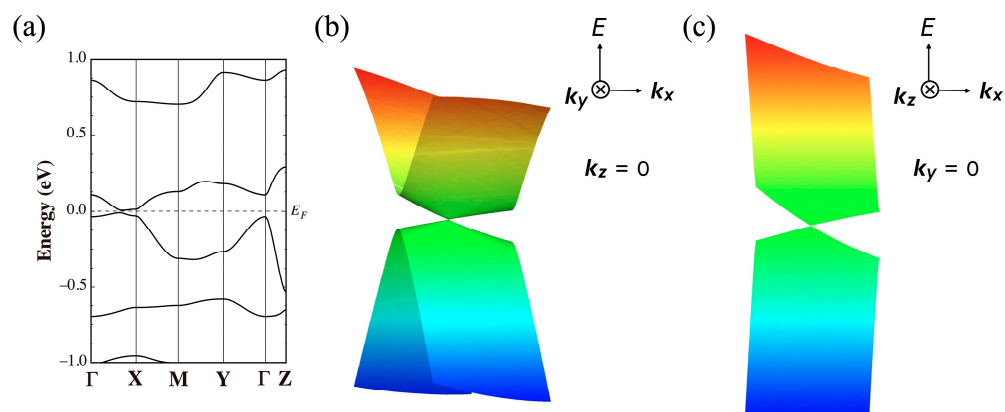 (a)
1.0
0.5
0.0
−0.5
−1.0
Energy (eV)
E_F
Γ X M Y Γ Z
(b)
E
k_y
k_x
k_z = 0
(c)
E
k_z
k_x
k_y = 0